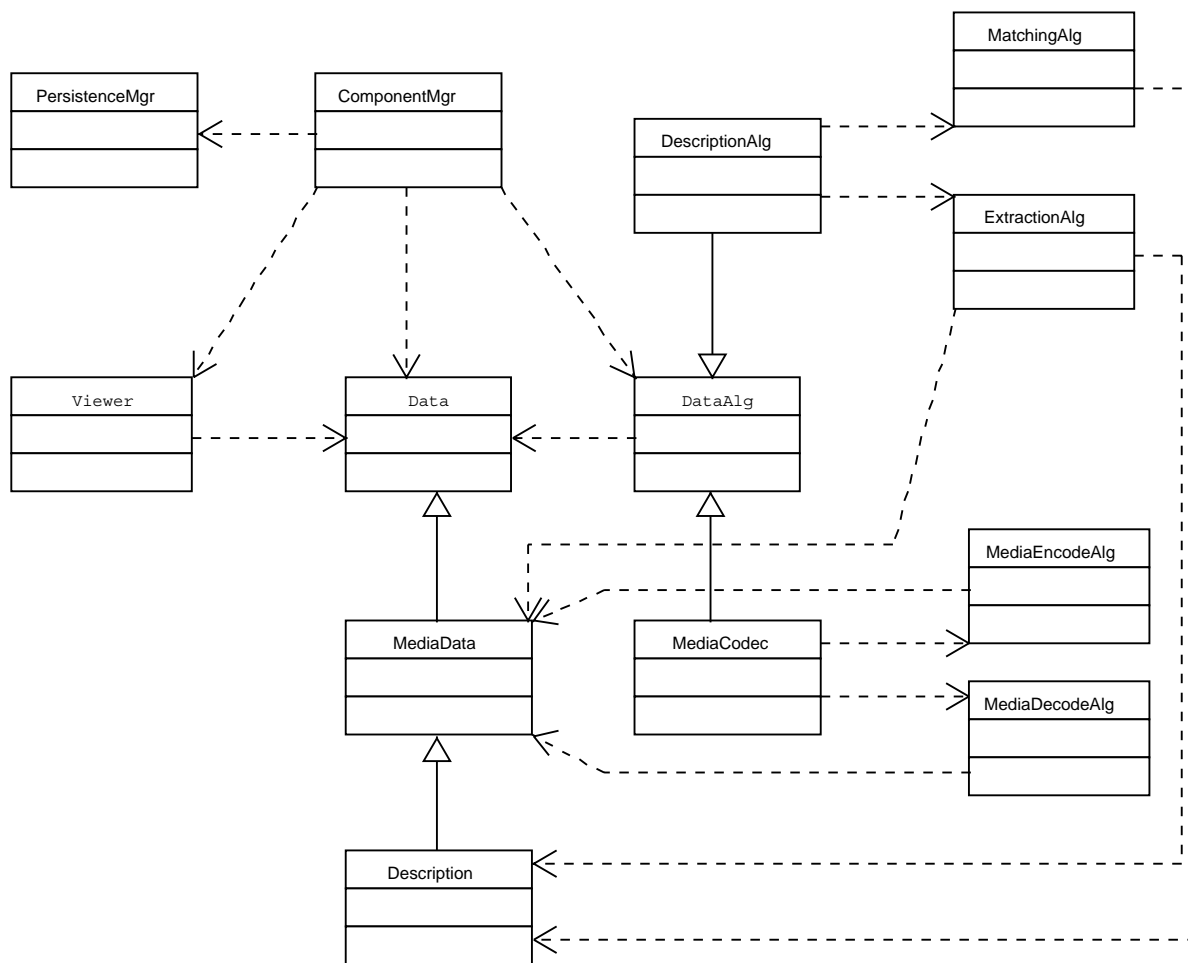 MatchingAlg
PersistenceMgr
ComponentMgr
DescriptionAlg
ExtractionAlg
Viewer
Data
DataAlg
MediaEncodeAlg
MediaData
MediaCodec
MediaDecodeAlg
Description